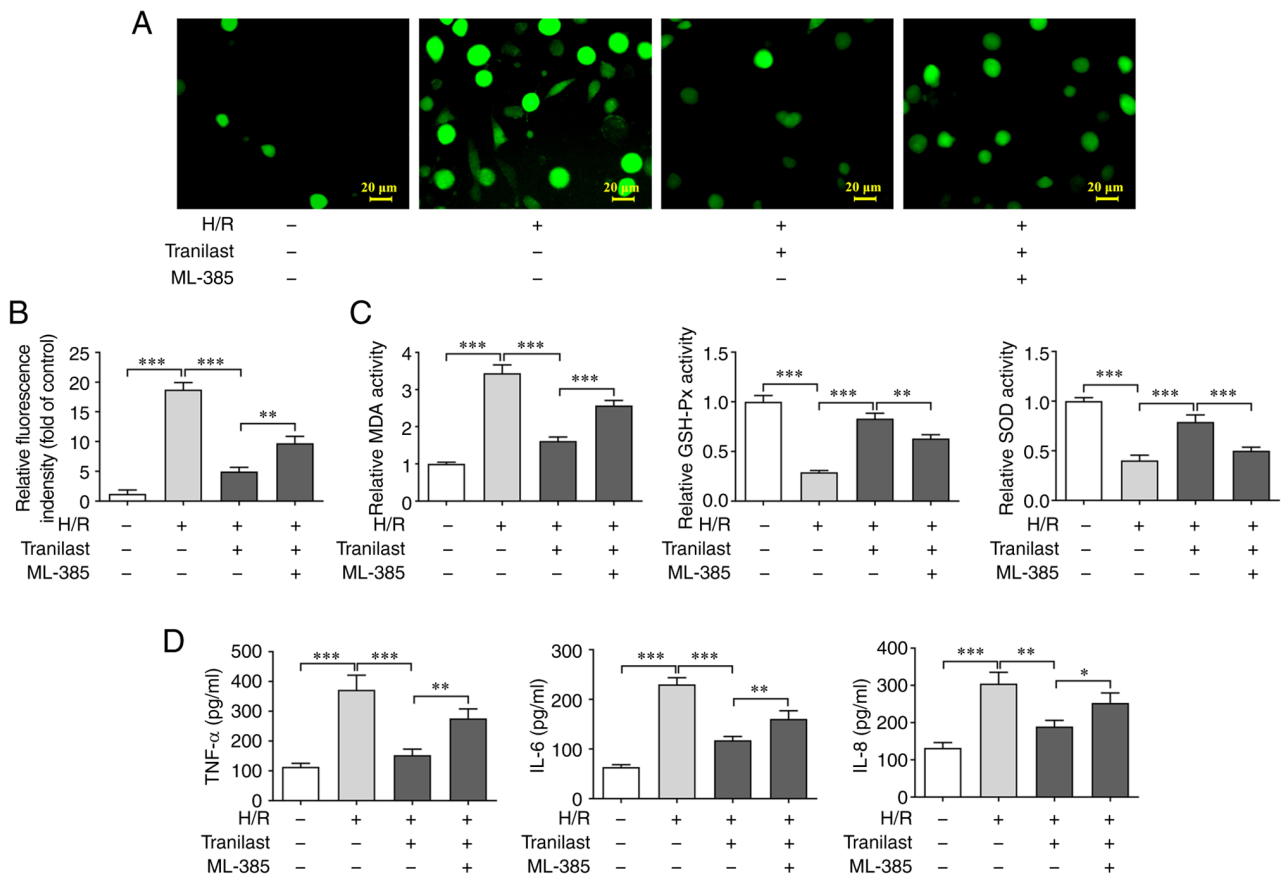 A
20 μm 20 μm 20 μm 20 μm
H/R – + + +
Tranilast – – + +
ML-385 – – – +
B
Relative fluorescence
indensity (fold of control)
25
20
15
10
5
0
*** *** **
H/R – + + +
Tranilast – – + +
ML-385 – – – +
C
Relative MDA activity
4
3
2
1
0
*** *** ***
H/R – + + +
Tranilast – – + +
ML-385 – – – +
Relative GSH-Px activity
1.5
1.0
0.5
0.0
*** *** **
H/R – + + +
Tranilast – – + +
ML-385 – – – +
Relative SOD activity
1.5
1.0
0.5
0.0
*** *** ***
H/R – + + +
Tranilast – – + +
ML-385 – – – +
D
TNF-α (pg/ml)
500
400
300
200
100
0
*** *** **
H/R – + + +
Tranilast – – + +
ML-385 – – – +
IL-6 (pg/ml)
300
200
100
0
*** *** **
H/R – + + +
Tranilast – – + +
ML-385 – – – +
IL-8 (pg/ml)
400
300
200
100
0
*** ** *
H/R – + + +
Tranilast – – + +
ML-385 – – – +